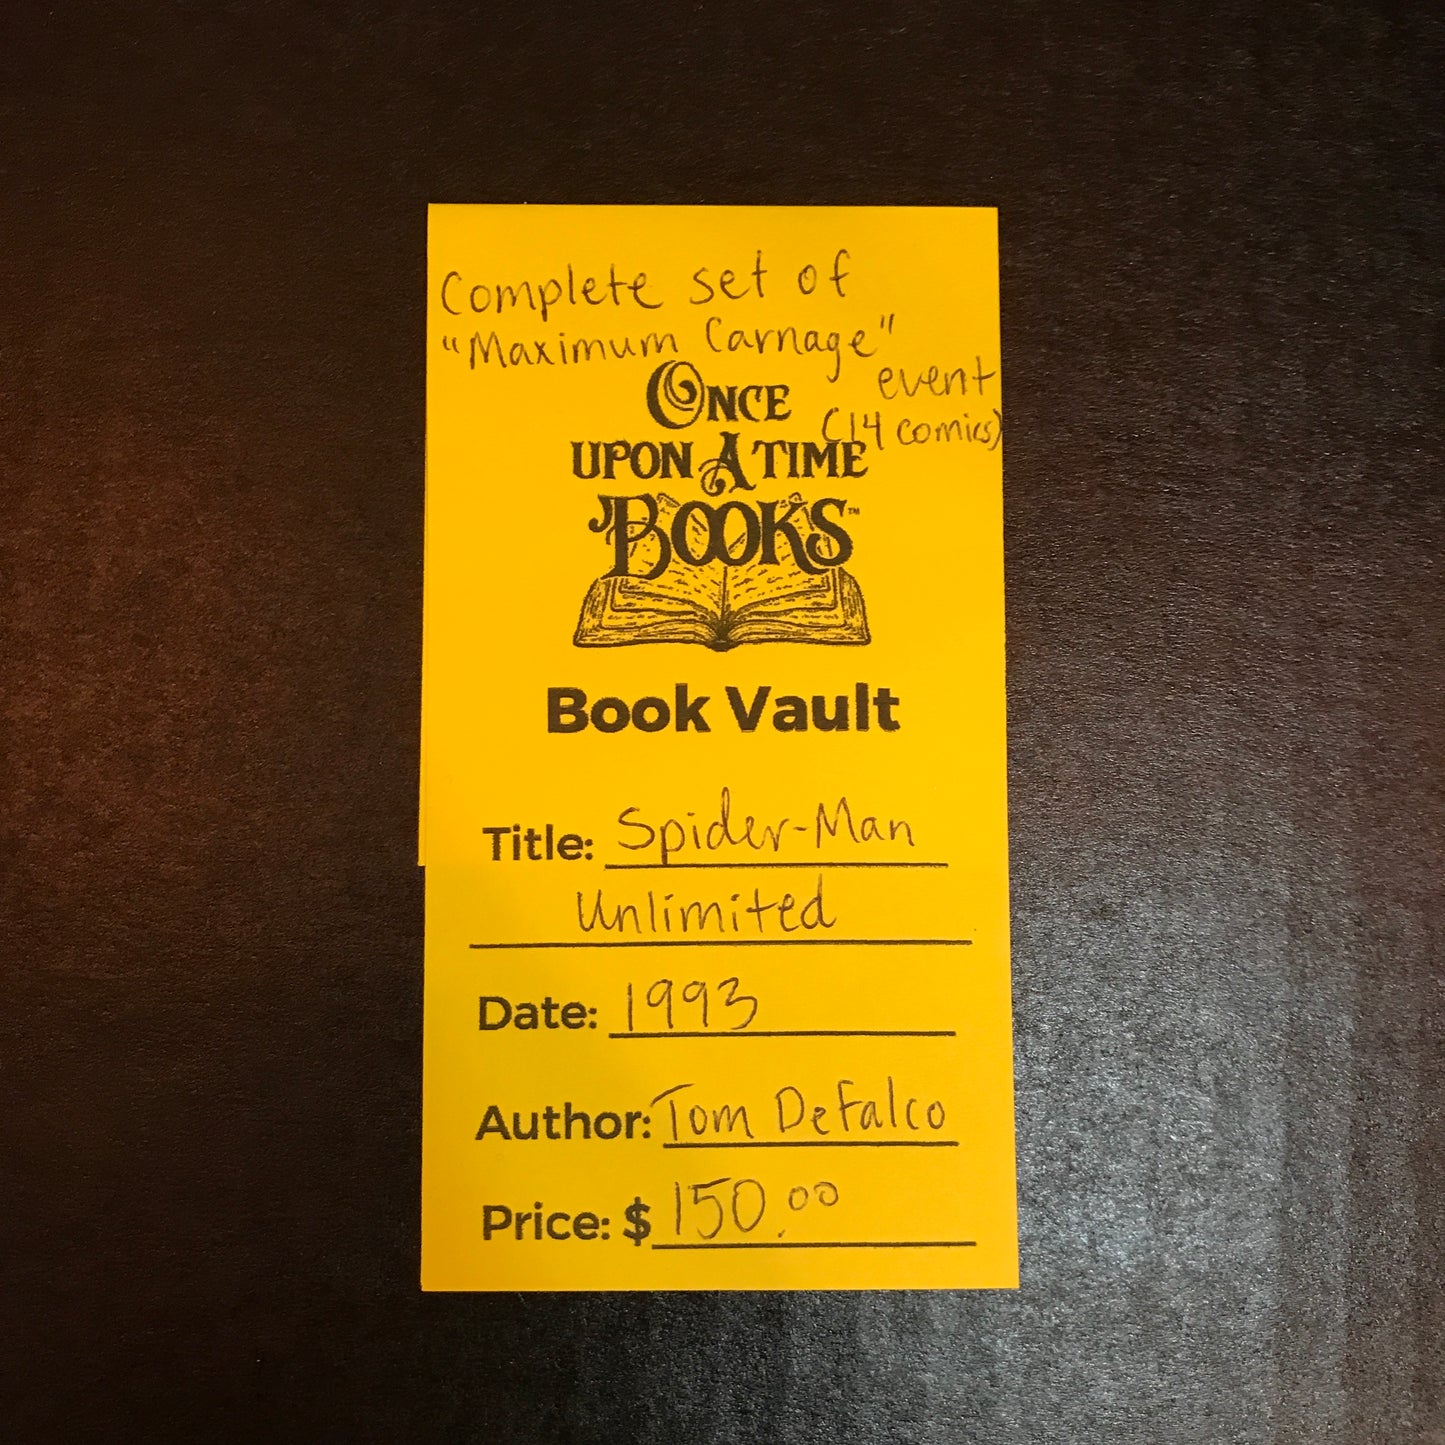 Complete set of
"Maximum Carnage"
event
(14 comics)
ONCE
UPON A TIME
BOOKS™
Book Vault
Title: Spider-Man
Unlimited
Date: 1993
Author: Tom DeFalco
Price: $ 150.00